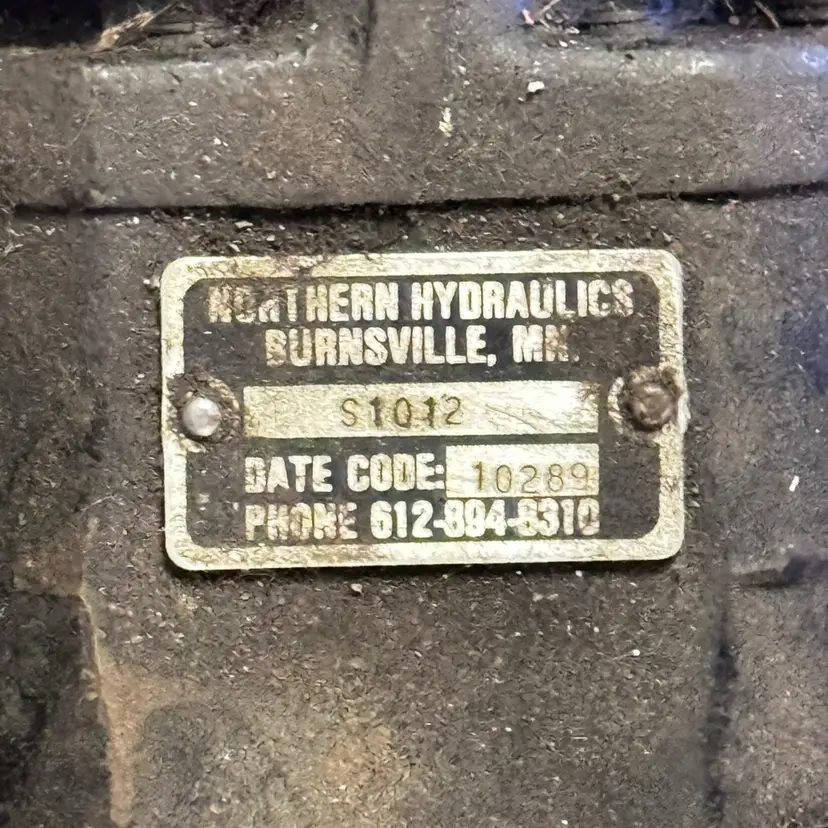 NORTHERN HYDRAULICS
BURNSVILLE, MN.
S1012
DATE CODE: 10289
PHONE 612-894-8310